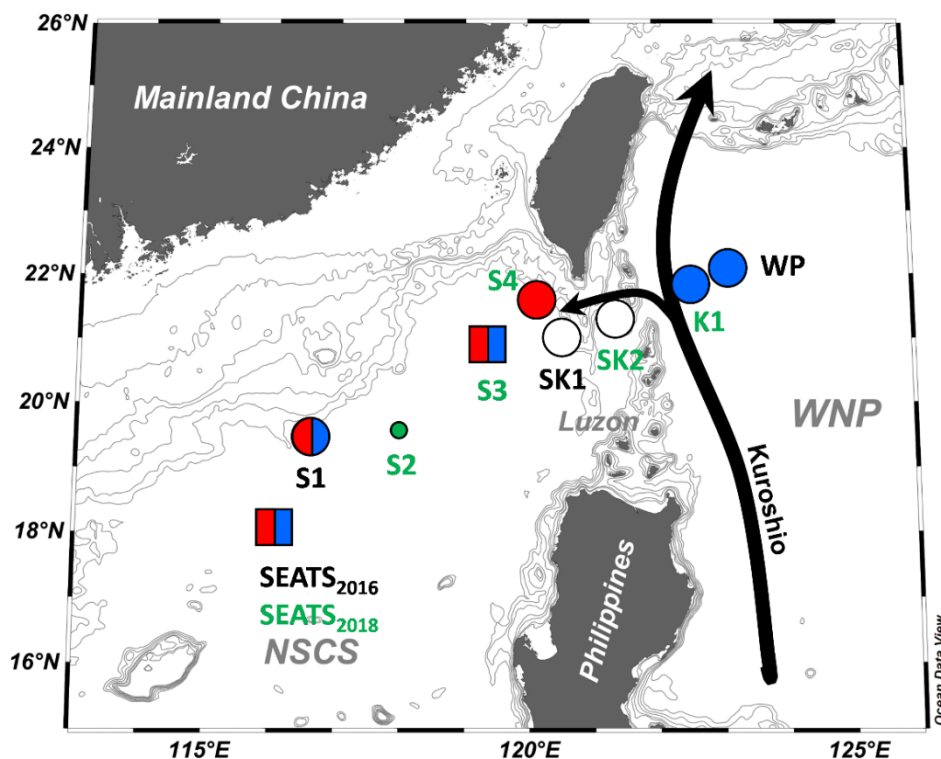 26°N
Mainland China
24°N
22°N
WP
S4
K1
SK2
SK1
S3
20°N
Luzon
WNP
S2
S1
Kuroshio
18°N
SEATS2016
SEATS2018
NSCS
Philippines
16°N
115°E
120°E
125°E
Ocean Data View